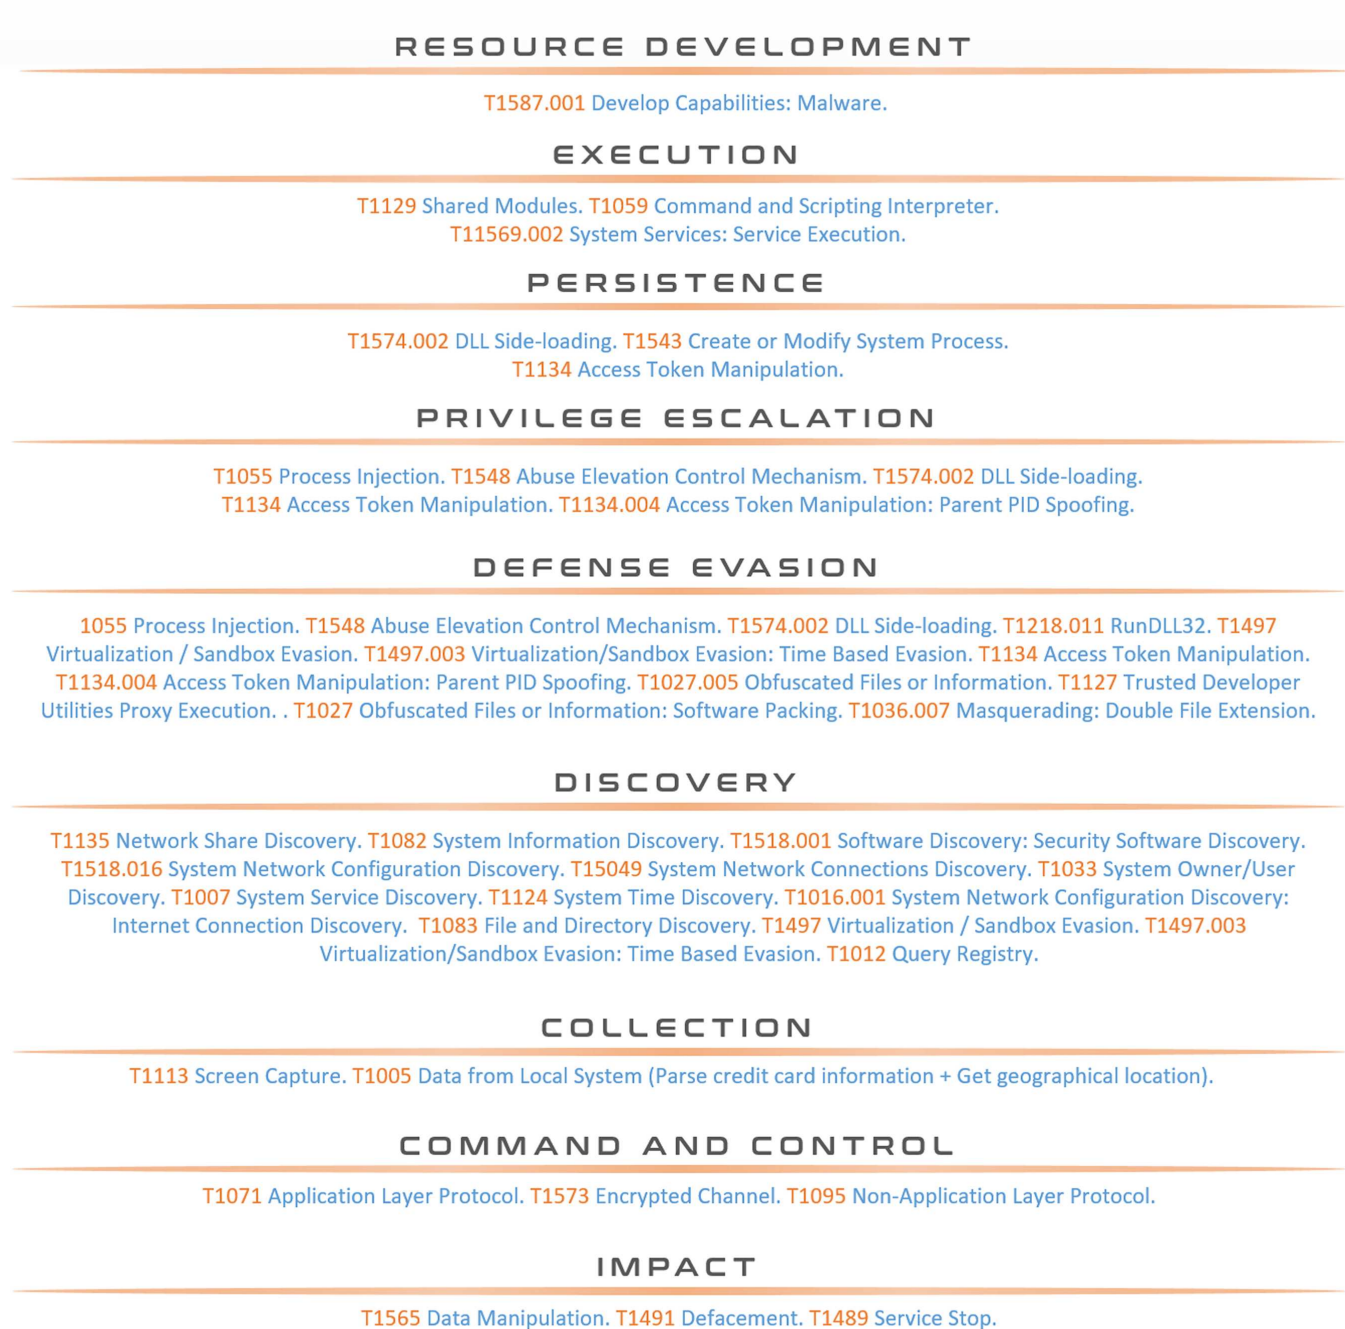 RESOURCE DEVELOPMENT
T1587.001 Develop Capabilities: Malware.
EXECUTION
T1129 Shared Modules. T1059 Command and Scripting Interpreter.
T11569.002 System Services: Service Execution.
PERSISTENCE
T1574.002 DLL Side-loading. T1543 Create or Modify System Process.
T1134 Access Token Manipulation.
PRIVILEGE ESCALATION
T1055 Process Injection. T1548 Abuse Elevation Control Mechanism. T1574.002 DLL Side-loading.
T1134 Access Token Manipulation. T1134.004 Access Token Manipulation: Parent PID Spoofing.
DEFENSE EVASION
1055 Process Injection. T1548 Abuse Elevation Control Mechanism. T1574.002 DLL Side-loading. T1218.011 RunDLL32. T1497
Virtualization / Sandbox Evasion. T1497.003 Virtualization/Sandbox Evasion: Time Based Evasion. T1134 Access Token Manipulation.
T1134.004 Access Token Manipulation: Parent PID Spoofing. T1027.005 Obfuscated Files or Information. T1127 Trusted Developer
Utilities Proxy Execution. . T1027 Obfuscated Files or Information: Software Packing. T1036.007 Masquerading: Double File Extension.
DISCOVERY
T1135 Network Share Discovery. T1082 System Information Discovery. T1518.001 Software Discovery: Security Software Discovery.
T1518.016 System Network Configuration Discovery. T15049 System Network Connections Discovery. T1033 System Owner/User
Discovery. T1007 System Service Discovery. T1124 System Time Discovery. T1016.001 System Network Configuration Discovery:
Internet Connection Discovery. T1083 File and Directory Discovery. T1497 Virtualization / Sandbox Evasion. T1497.003
Virtualization/Sandbox Evasion: Time Based Evasion. T1012 Query Registry.
COLLECTION
T1113 Screen Capture. T1005 Data from Local System (Parse credit card information + Get geographical location).
COMMAND AND CONTROL
T1071 Application Layer Protocol. T1573 Encrypted Channel. T1095 Non-Application Layer Protocol.
IMPACT
T1565 Data Manipulation. T1491 Defacement. T1489 Service Stop.